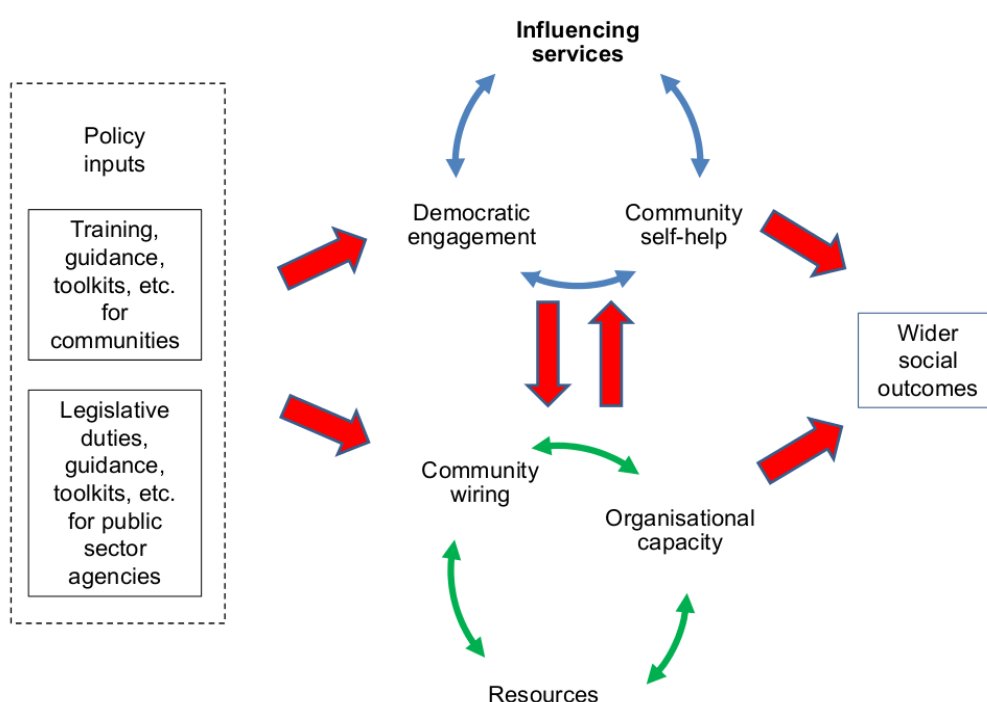 Influencing
services
Policy
inputs
Training,
guidance,
toolkits, etc.
for
communities
Legislative
duties,
guidance,
toolkits, etc.
for public
sector
agencies
Democratic
engagement
Community
self-help
Wider
social
outcomes
Community
wiring
Organisational
capacity
Resources